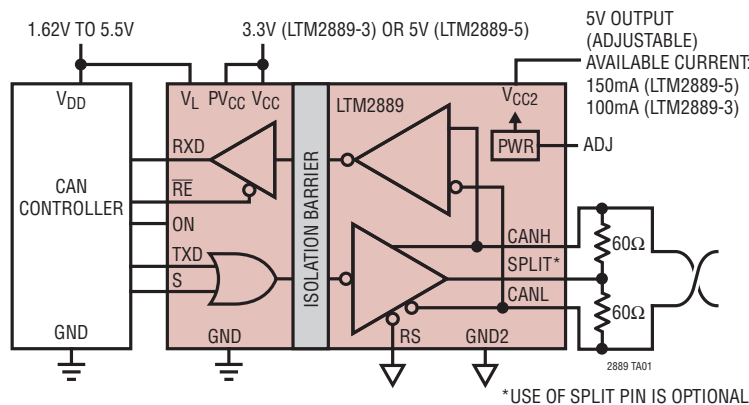 1.62V TO 5.5V
3.3V (LTM2889-3) OR 5V (LTM2889-5)
5V OUTPUT
(ADJUSTABLE)
AVAILABLE CURRENT:
150mA (LTM2889-5)
100mA (LTM2889-3)
VDD
VL
PVCC
VCC
LTM2889
VCC2
PWR
ADJ
CAN
CONTROLLER
RXD
RE
ON
TXD
S
ISOLATION BARRIER
CANH
SPLIT*
CANL
60Ω
60Ω
GND
GND
RS
GND2
2889 TA01
*USE OF SPLIT PIN IS OPTIONAL